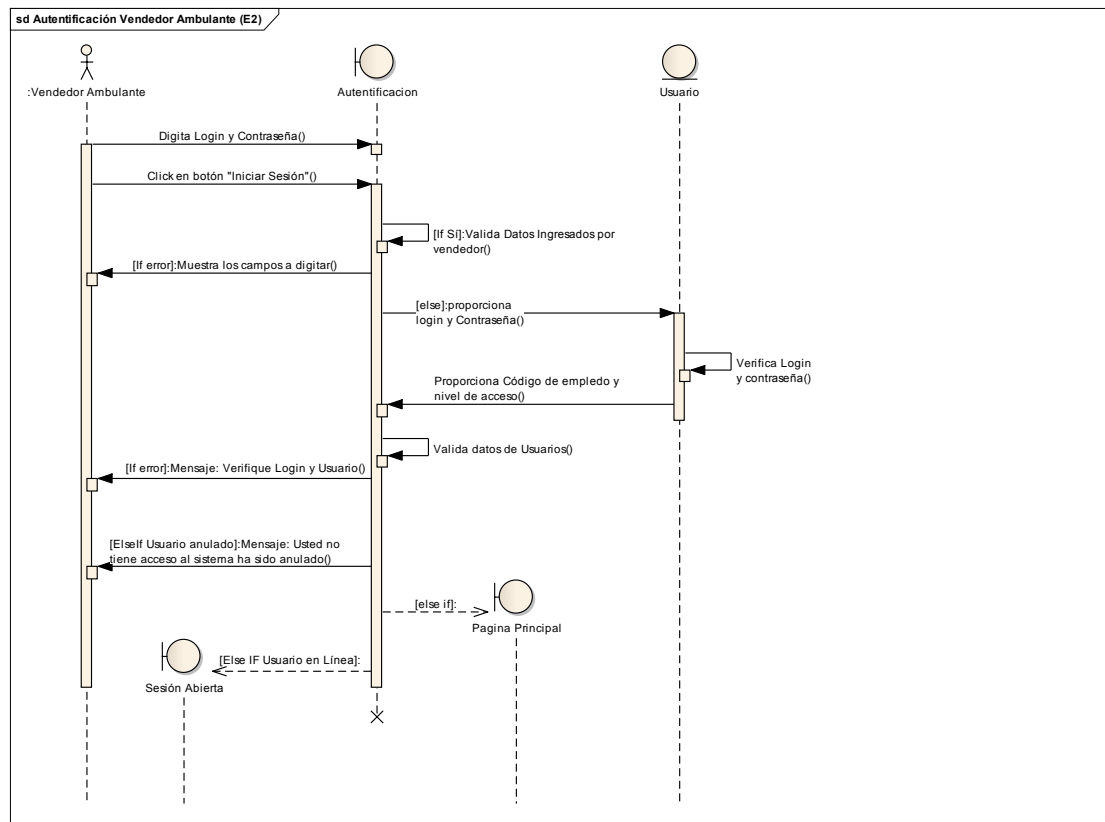 sd Autentificación Vendedor Ambulante (E2)
:Vendedor Ambulante
Autentificacion
Usuario
Digita Login y Contraseña()
Click en botón "Iniciar Sesión"()
[If Sí]:Valida Datos Ingresados por
vendedor()
[If error]:Muestra los campos a digitar()
[else]:proporciona
login y Contraseña()
Verifica Login
y contraseña()
Proporciona Código de empledo y
nivel de acceso()
Valida datos de Usuarios()
[If error]:Mensaje: Verifique Login y Usuario()
[ElseIf Usuario anulado]:Mensaje: Usted no
tiene acceso al sistema ha sido anulado()
[else if]:
Pagina Principal
[Else IF Usuario en Línea]:
Sesión Abierta